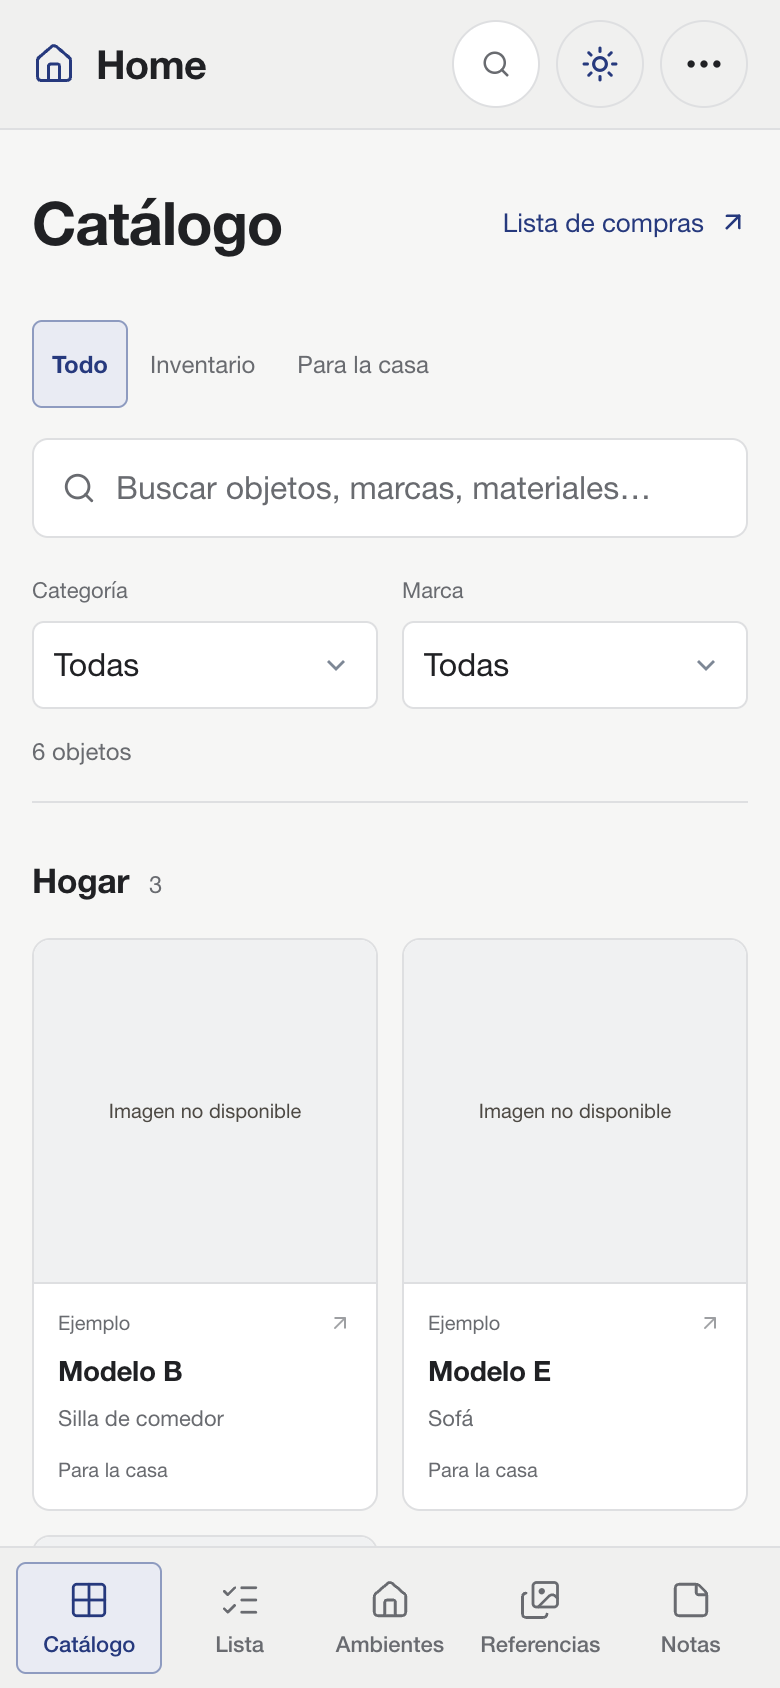 Home
Catálogo
Lista de compras
Todo Inventario Para la casa
Buscar objetos, marcas, materiales...
Categoría Marca
Todas Todas
6 objetos
Hogar 3
Imagen no disponible Imagen no disponible
Ejemplo Ejemplo
Modelo B Modelo E
Silla de comedor Sofá
Para la casa Para la casa
Catálogo Lista Ambientes Referencias Notas